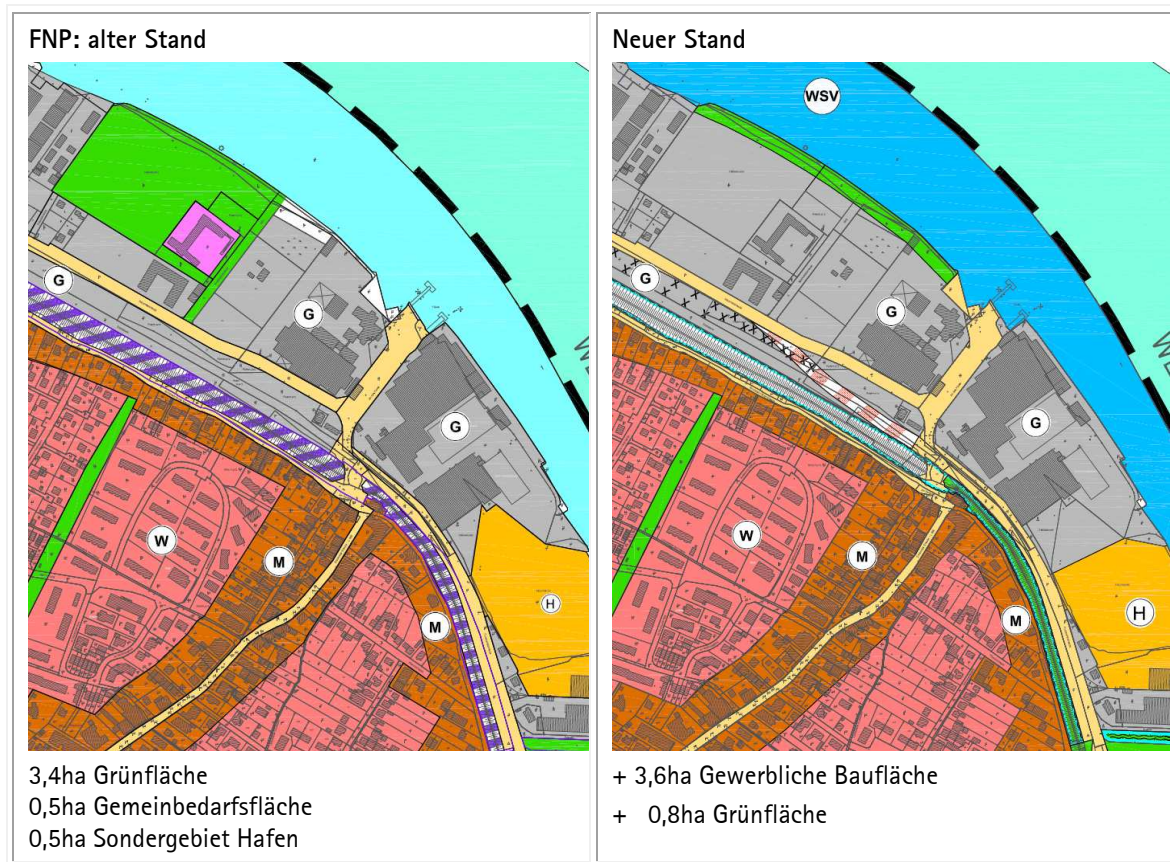 FNP: alter Stand
G
G
G
W
M
M
H
3,4ha Grünfläche
0,5ha Gemeinbedarfsfläche
0,5ha Sondergebiet Hafen
Neuer Stand
WSV
G
G
G
W
M
M
H
+ 3,6ha Gewerbliche Baufläche
+ 0,8ha Grünfläche